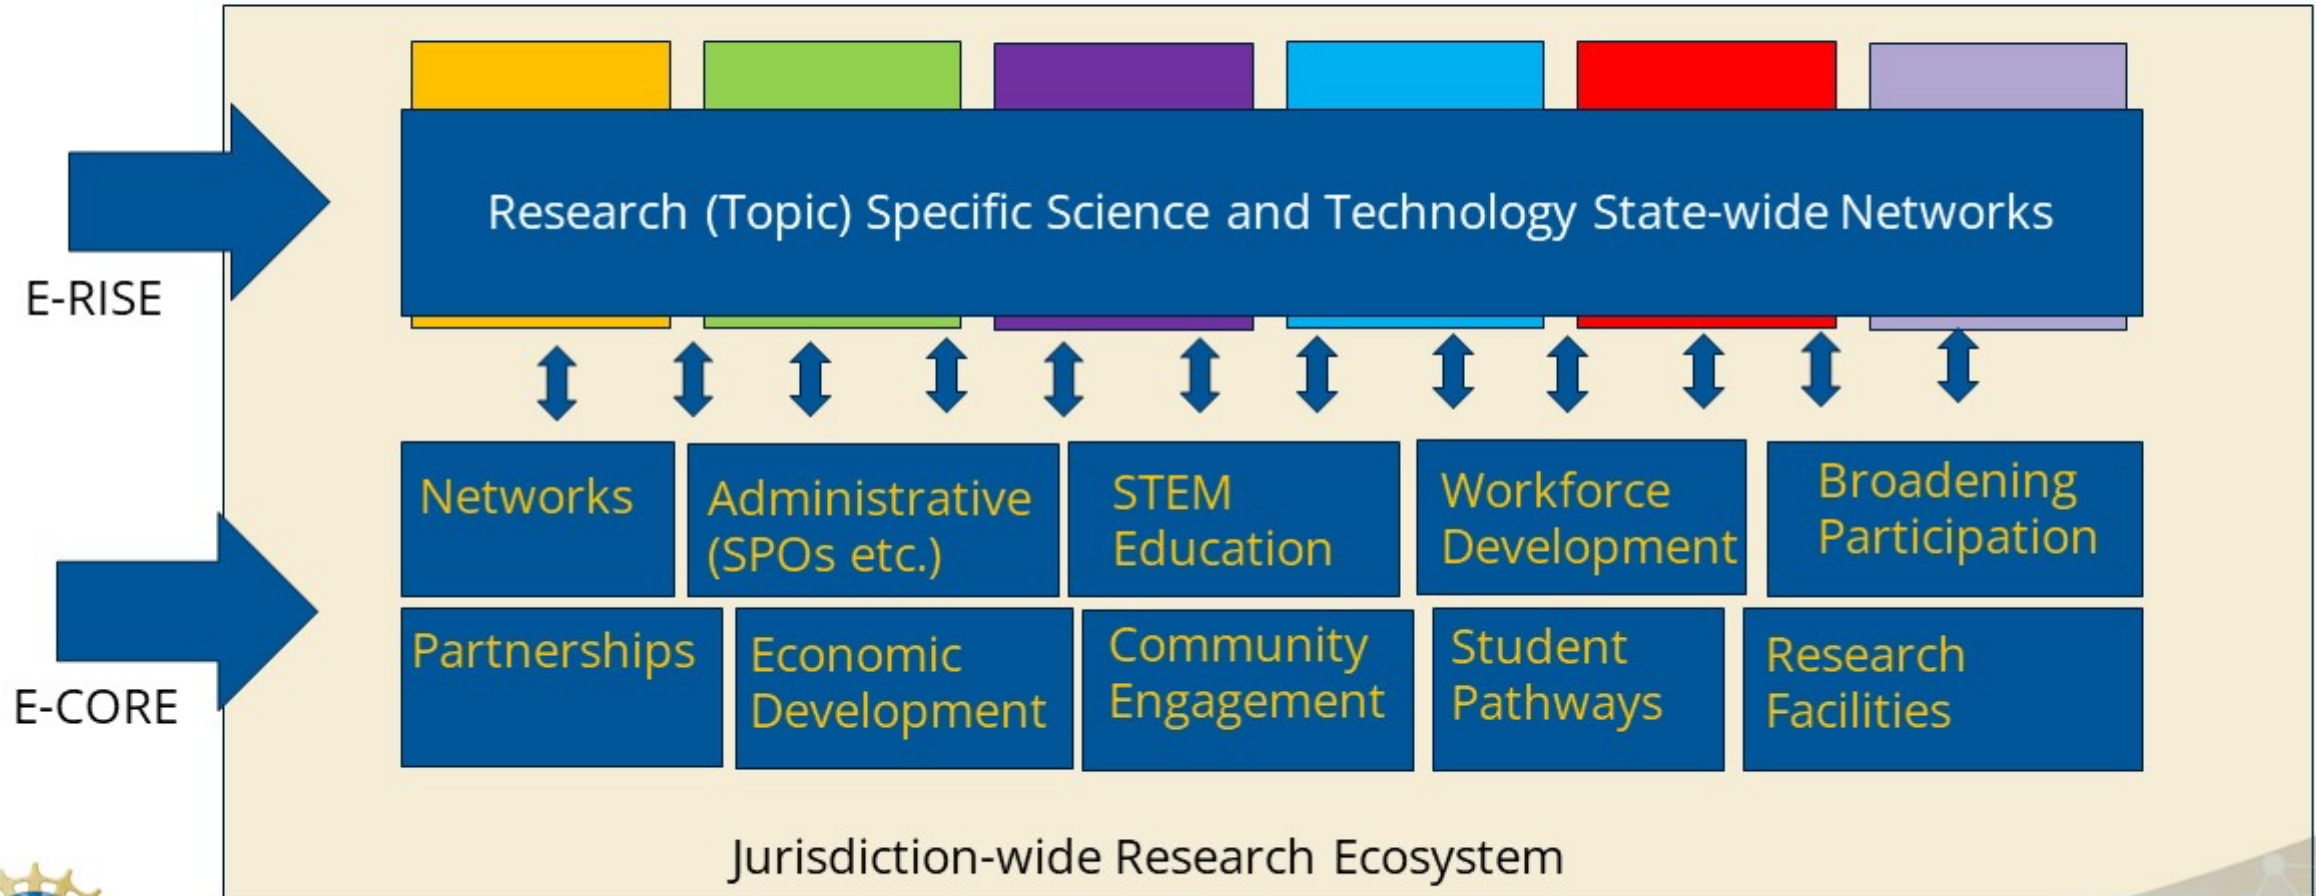 Research (Topic) Specific Science and Technology State-wide Networks
E-RISE
Networks
Administrative
(SPOs etc.)
STEM
Education
Workforce
Development
Broadening
Participation
E-CORE
Partnerships
Economic
Development
Community
Engagement
Student
Pathways
Research
Facilities
Jurisdiction-wide Research Ecosystem